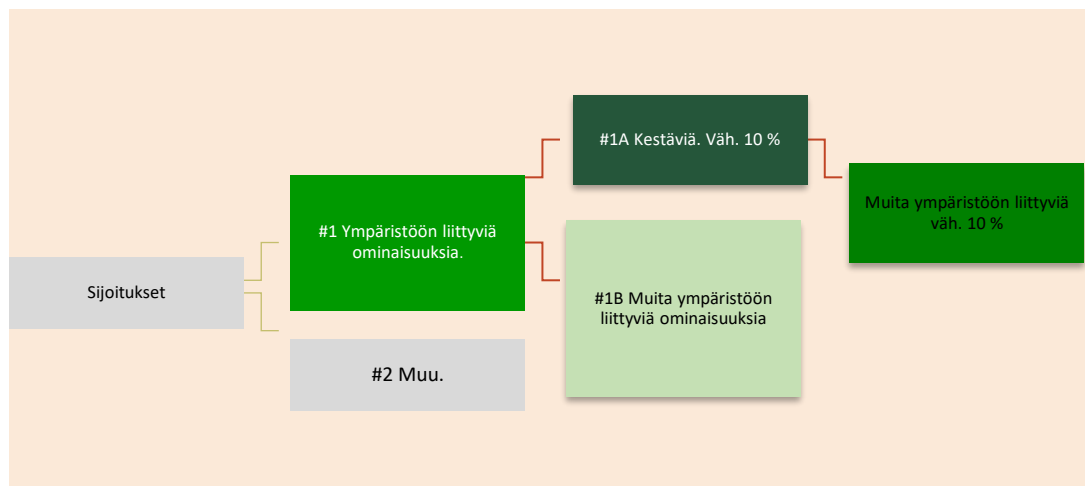 Sijoitukset
#1 Ympäristöön liittyviä
ominaisuuksia.
#2 Muu.
#1A Kestäviä. Väh. 10 %
#1B Muita ympäristöön
liittyviä ominaisuuksia
Muita ympäristöön liittyviä
väh. 10 %